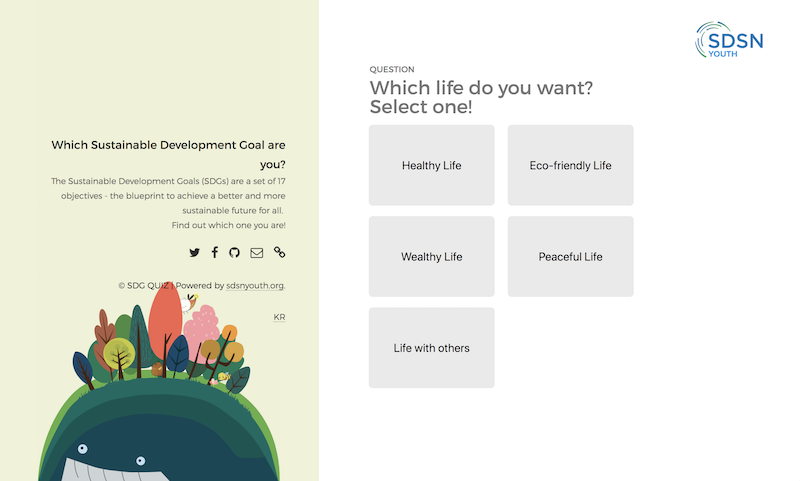 Which Sustainable Development Goal are
you?
The Sustainable Development Goals (SDGs) are a set of 17
objectives - the blueprint to achieve a better and more
sustainable future for all.
Find out which one you are!
© SDG QUIZ | Powered by sdsnyouth.org.
KR
SDSN
YOUTH
QUESTION
Which life do you want?
Select one!
Healthy Life
Eco-friendly Life
Wealthy Life
Peaceful Life
Life with others